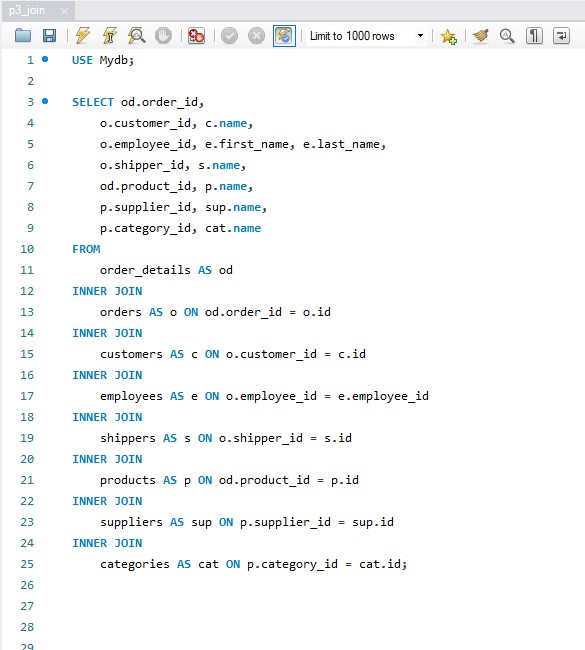 p3_join
Limit to 1000 rows
1 USE Mydb;
2
3 SELECT od.order_id,
4 o.customer_id, c.name,
5 o.employee_id, e.first_name, e.last_name,
6 o.shipper_id, s.name,
7 od.product_id, p.name,
8 p.supplier_id, sup.name,
9 p.category_id, cat.name
10 FROM
11 order_details AS od
12 INNER JOIN
13 orders AS o ON od.order_id = o.id
14 INNER JOIN
15 customers AS c ON o.customer_id = c.id
16 INNER JOIN
17 employees AS e ON o.employee_id = e.employee_id
18 INNER JOIN
19 shippers AS s ON o.shipper_id = s.id
20 INNER JOIN
21 products AS p ON od.product_id = p.id
22 INNER JOIN
23 suppliers AS sup ON p.supplier_id = sup.id
24 INNER JOIN
25 categories AS cat ON p.category_id = cat.id;
26
27
28
29